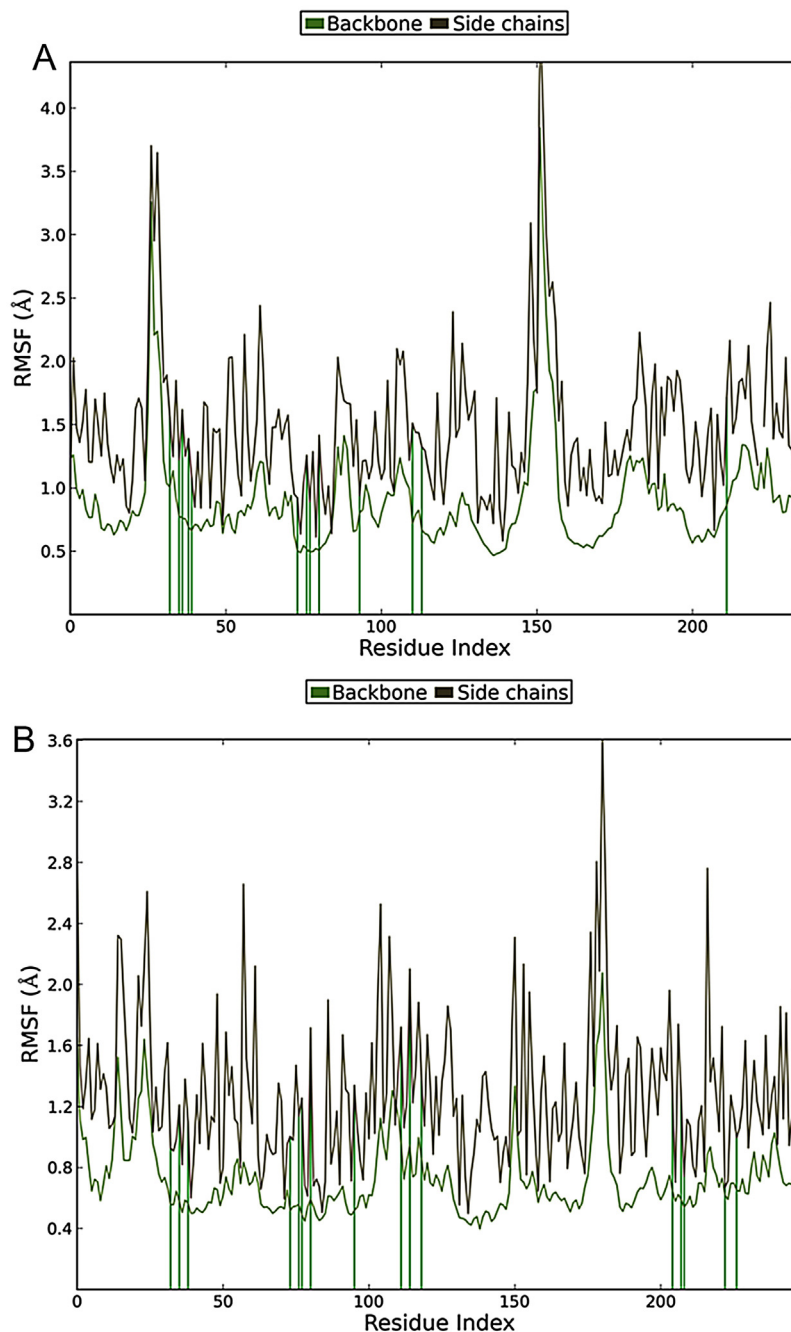 Backbone Side chains
A
4.0
3.5
3.0
2.5
2.0
1.5
1.0
0.5
RMSF (Å)
0 50 100 150 200
Residue Index
Backbone Side chains
B
3.6
3.2
2.8
2.4
2.0
1.6
1.2
0.8
0.4
RMSF (Å)
0 50 100 150 200
Residue Index